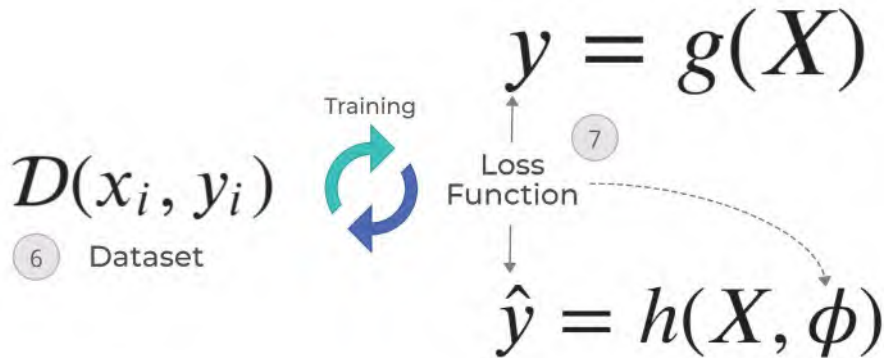 y = g(X)
Training
7
Loss
Function
𝒟(xᵢ, yᵢ)
6 Dataset
ŷ = h(X, ϕ)